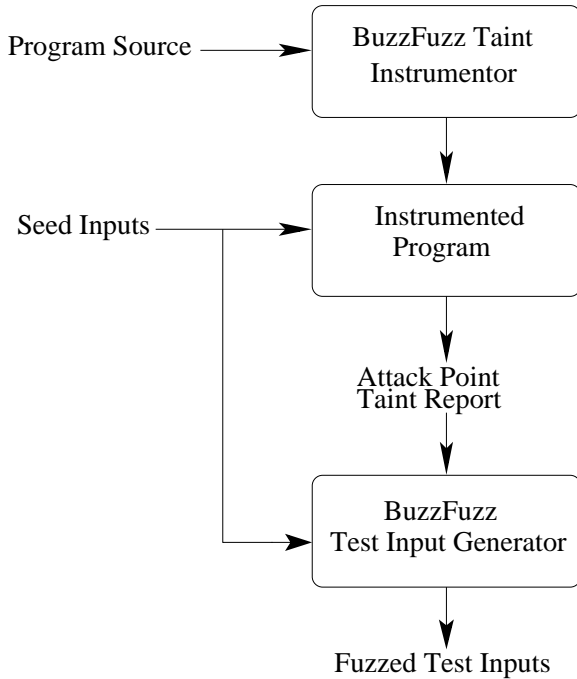 Program Source
BuzzFuzz Taint
Instrumentor
Seed Inputs
Instrumented
Program
Attack Point
Taint Report
BuzzFuzz
Test Input Generator
Fuzzed Test Inputs